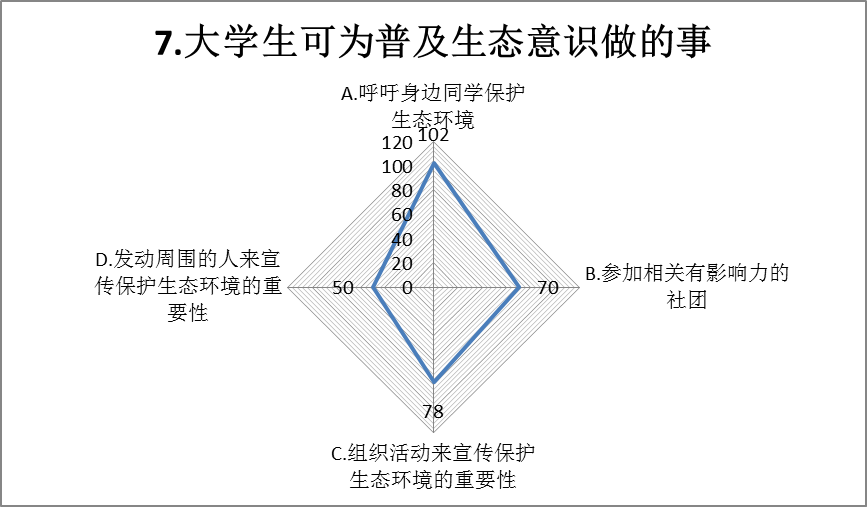 7.大学生可为普及生态意识做的事
A.呼吁身边同学保护
生态环境
102
120
100
80
60
40
20
0
D.发动周围的人来宣
传保护生态环境的重
要性
50
70
B.参加相关有影响力的
社团
78
C.组织活动来宣传保护
生态环境的重要性